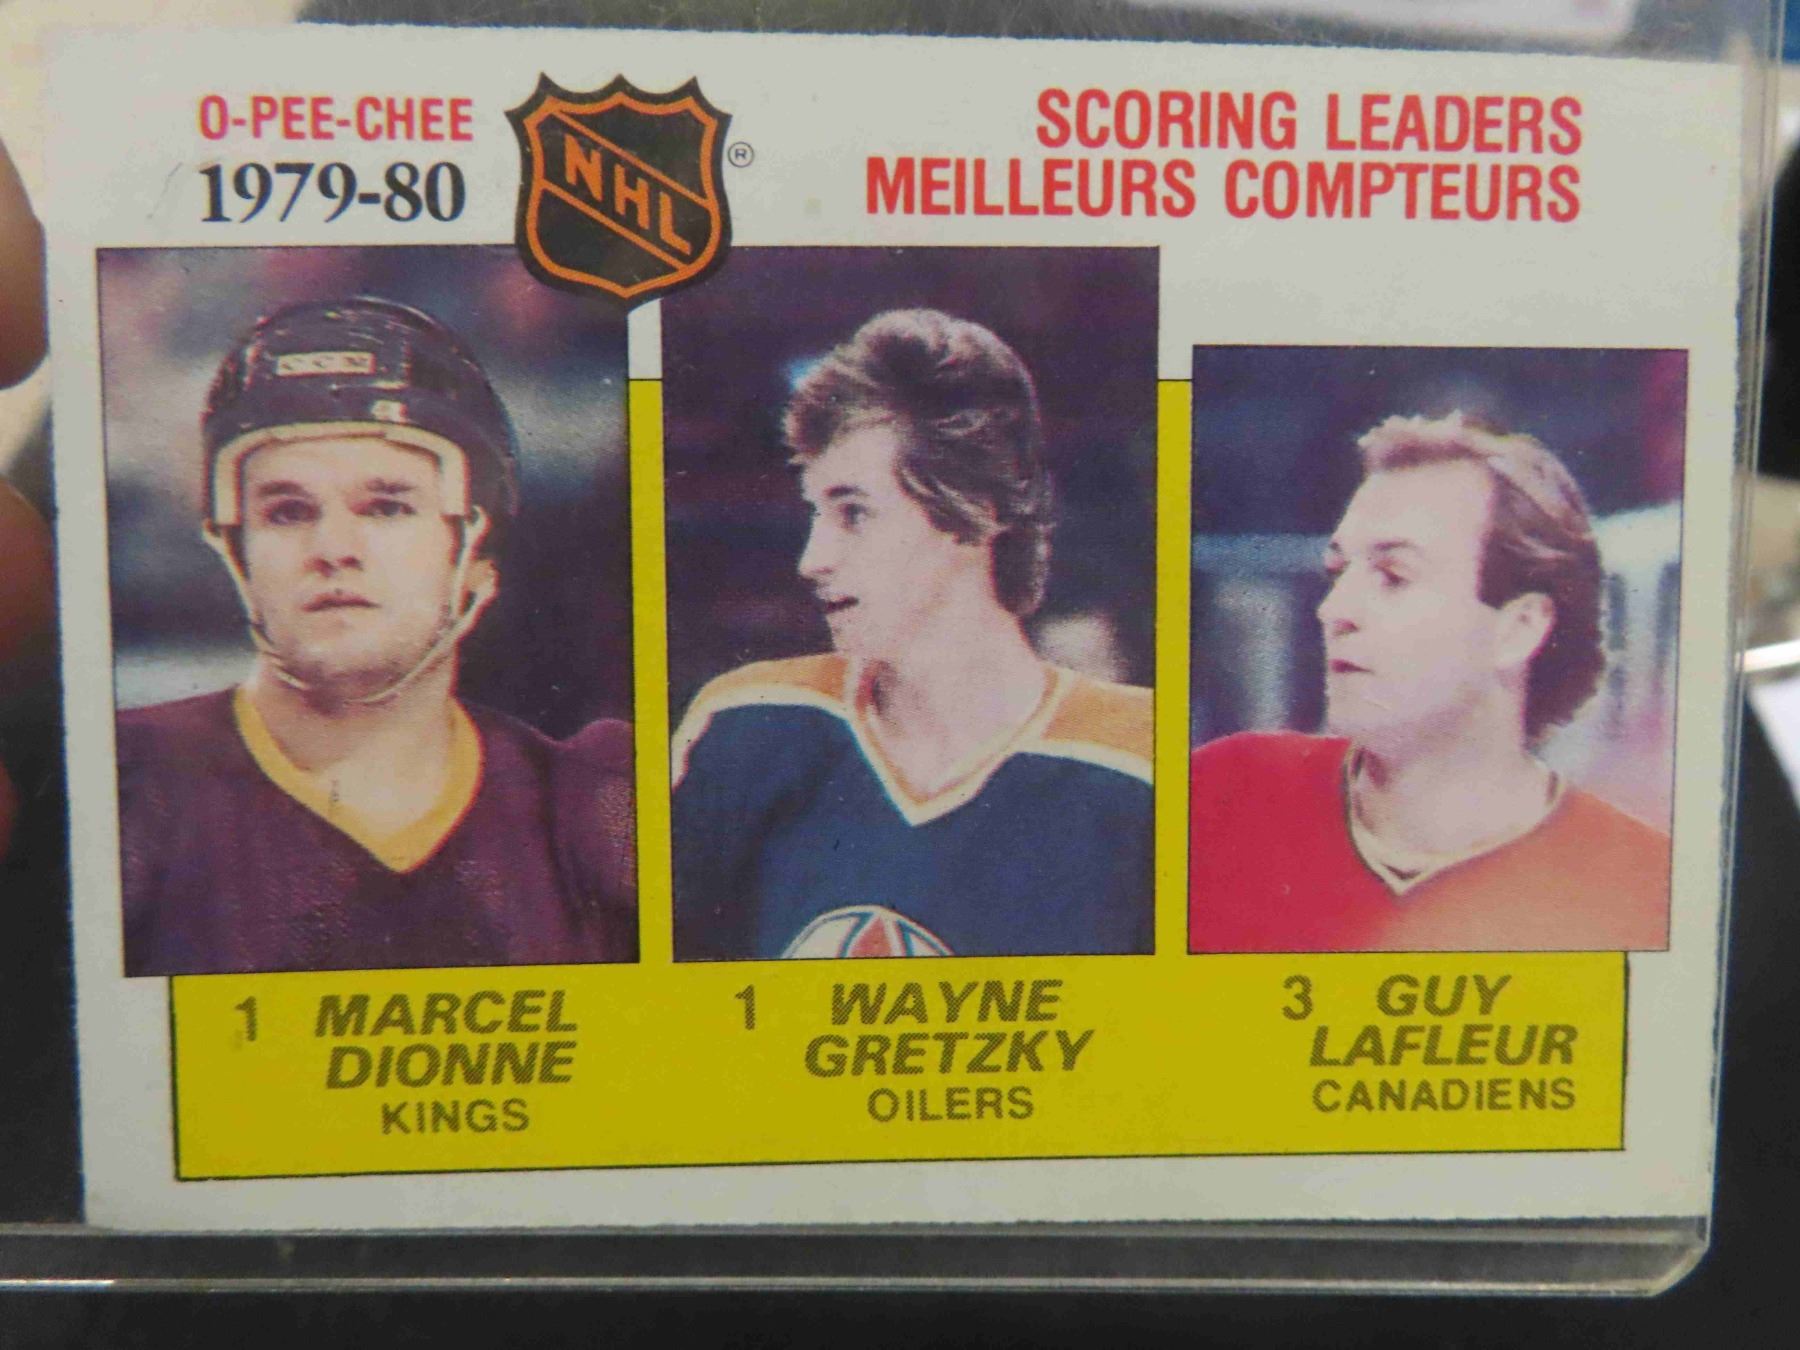 O-PEE-CHEE
1979-80
NHL
®
SCORING LEADERS
MEILLEURS COMPTEURS
CCM
1 MARCEL
DIONNE
KINGS
1 WAYNE
GRETZKY
OILERS
3 GUY
LAFLEUR
CANADIENS